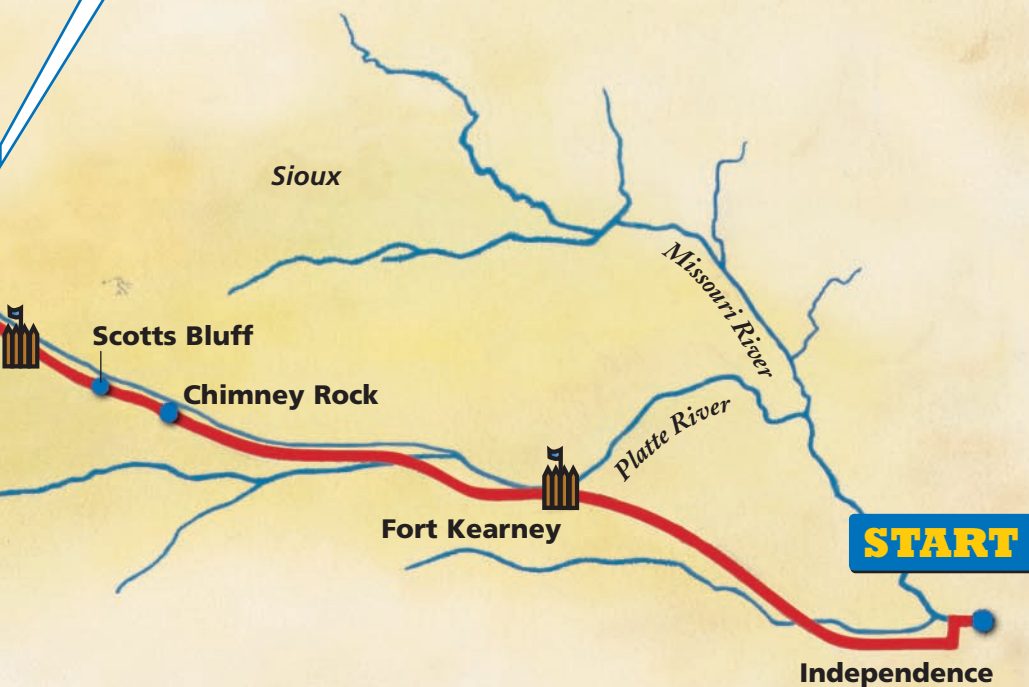 Sioux
Missouri River
Scotts Bluff
Chimney Rock
Platte River
Fort Kearney
START
Independence